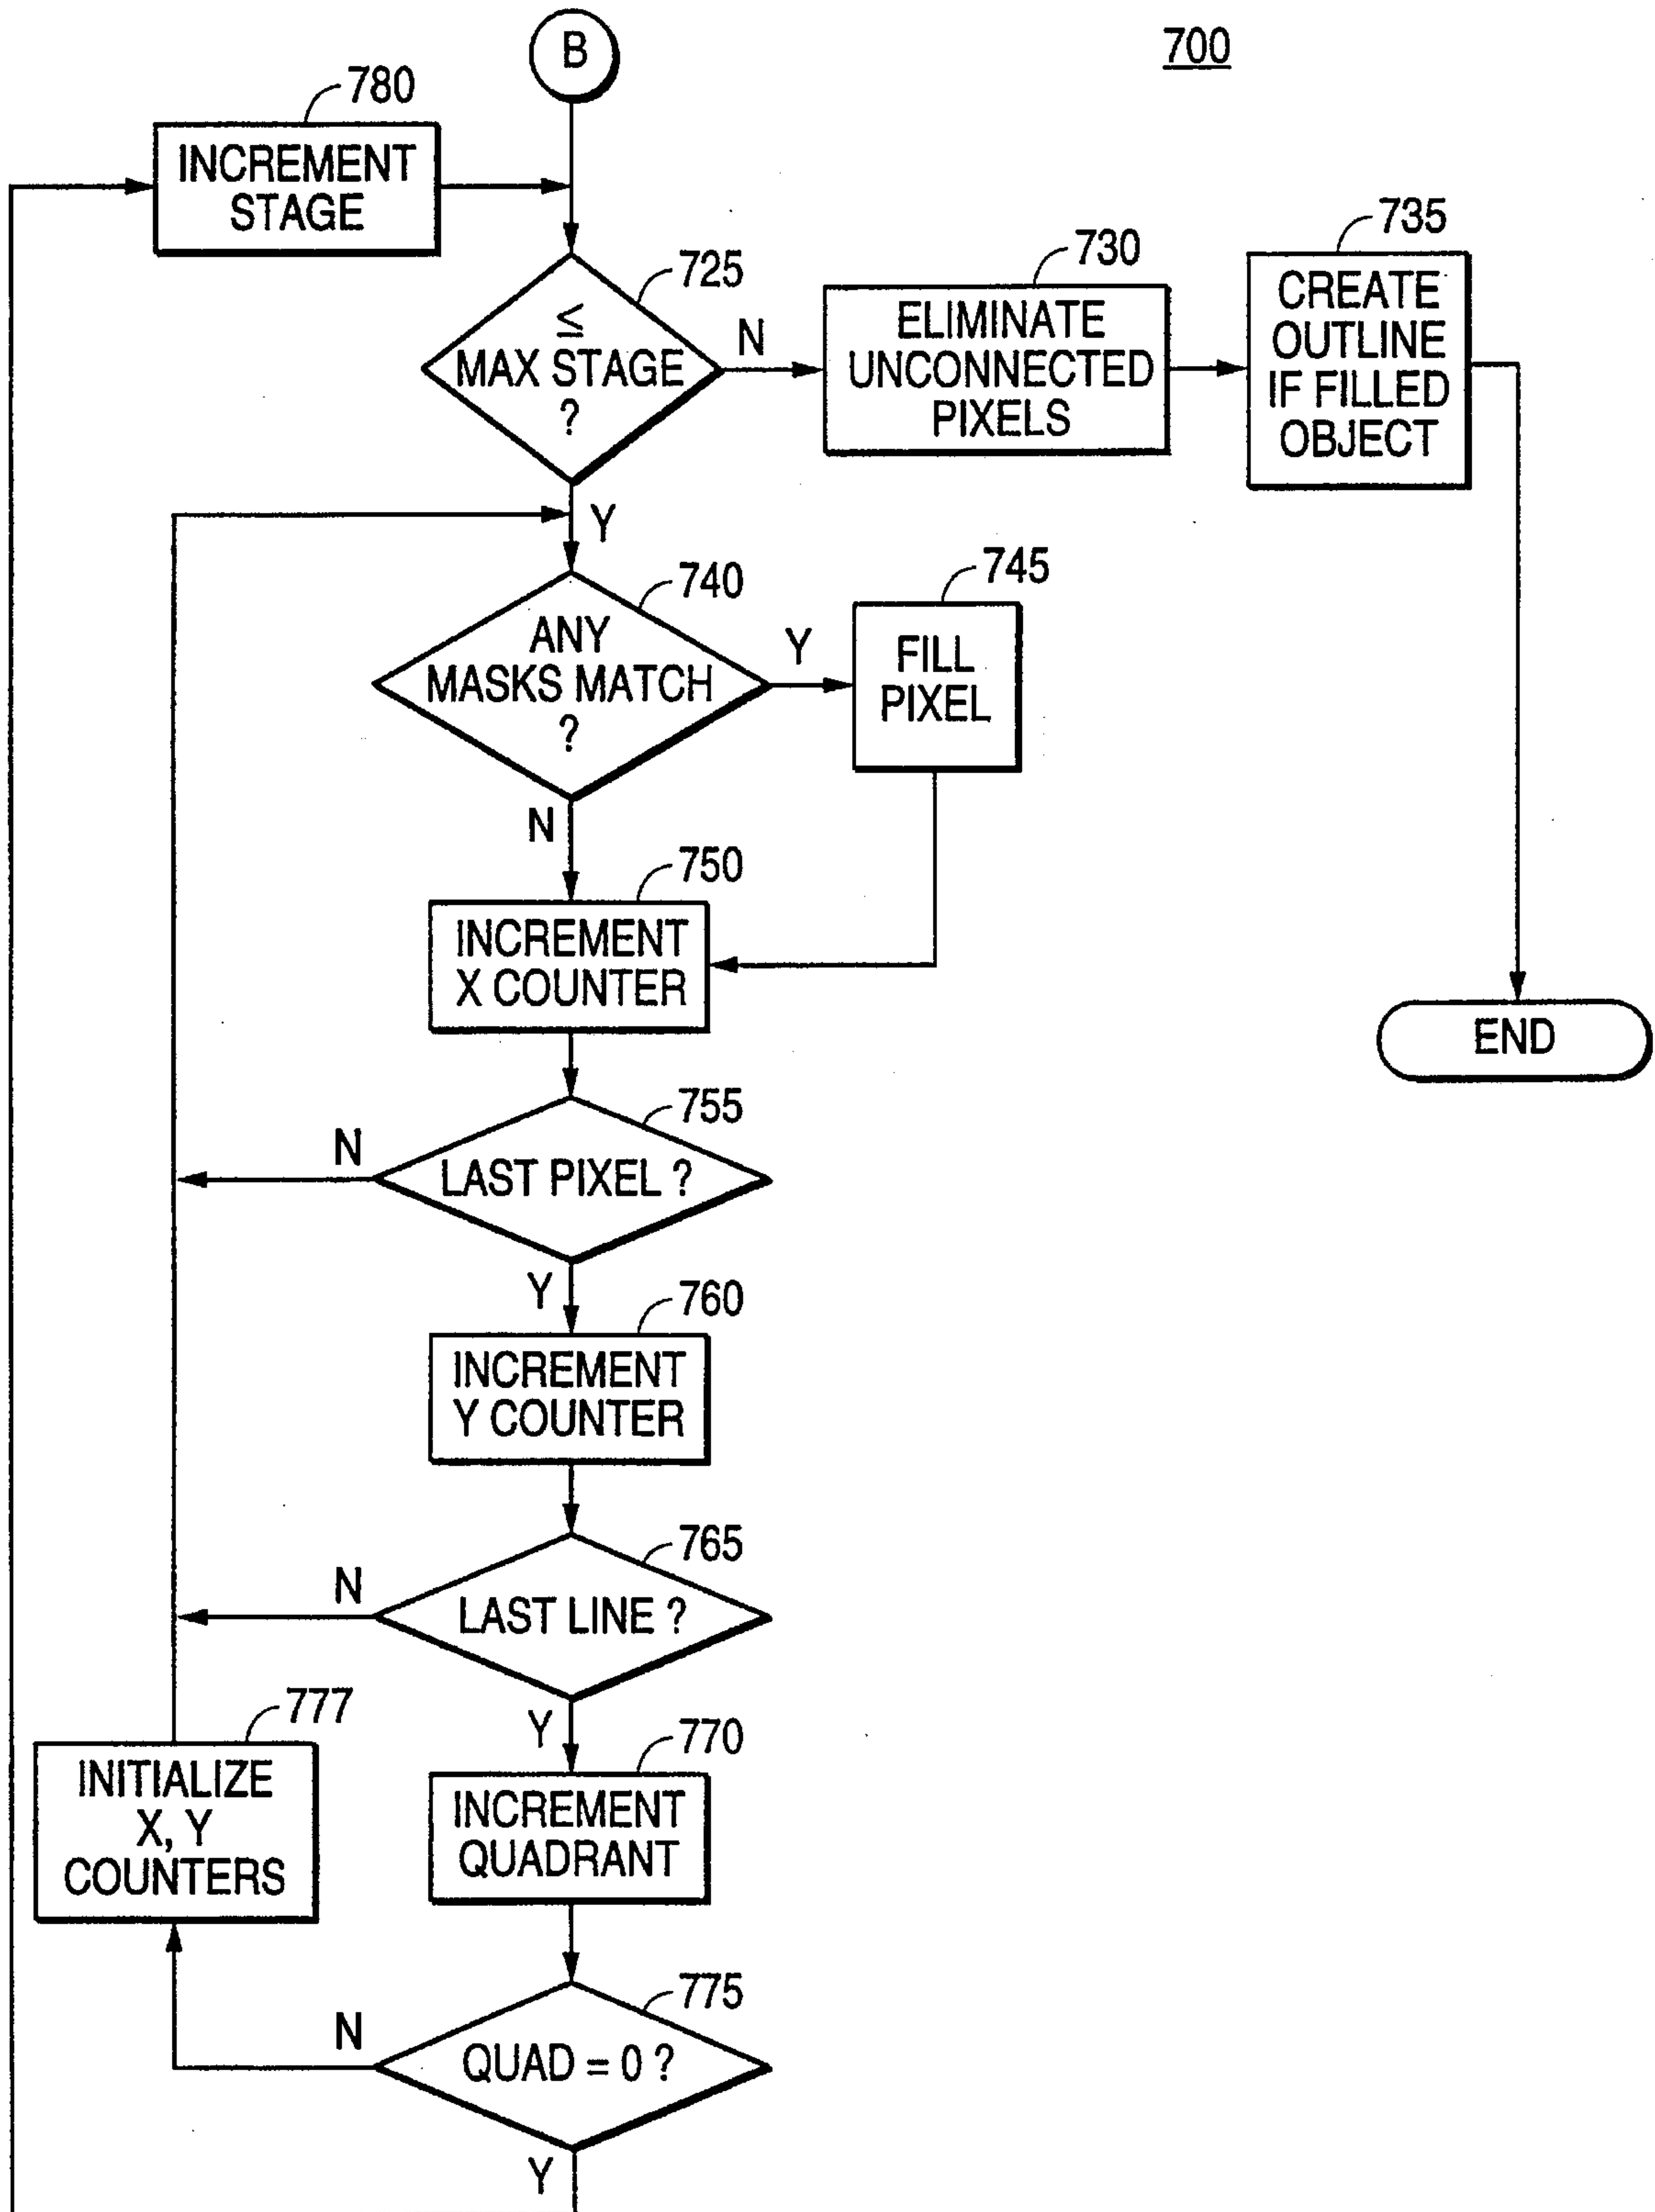 B
700
780
INCREMENT
STAGE
725
≤
MAX STAGE
?
N
730
ELIMINATE
UNCONNECTED
PIXELS
735
CREATE
OUTLINE
IF FILLED
OBJECT
Y
740
ANY
MASKS MATCH
?
Y
745
FILL
PIXEL
N
750
INCREMENT
X COUNTER
END
755
LAST PIXEL ?
N
Y
760
INCREMENT
Y COUNTER
765
LAST LINE ?
N
Y
777
INITIALIZE
X, Y
COUNTERS
770
INCREMENT
QUADRANT
775
QUAD = 0 ?
N
Y